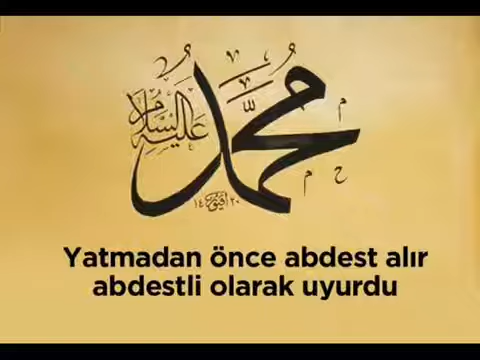 محمد
عليه السلام
Yatmadan önce abdest alır
abdestli olarak uyurdu